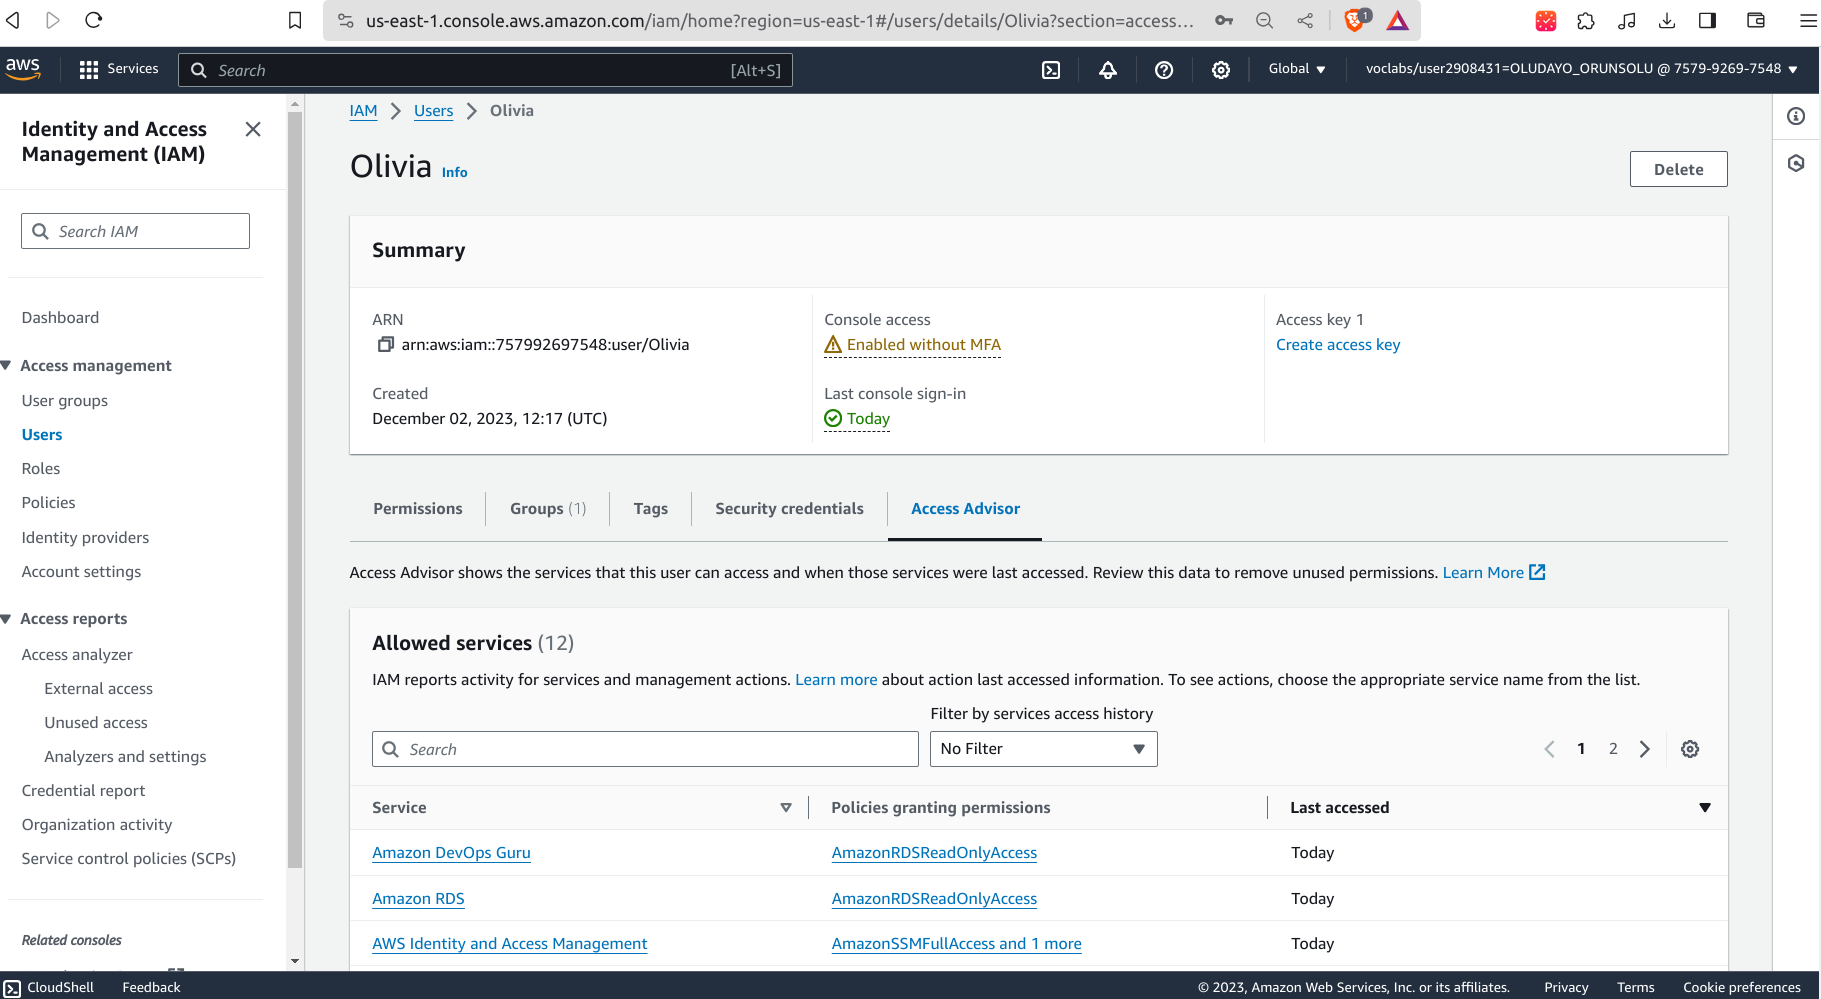 us-east-1.console.aws.amazon.com/iam/home?region=us-east-1#/users/details/Olivia?section=access...
1
aws
Services
Search
[Alt+S]
Global
voclabs/user2908431=OLUDAYO_ORUNSOLU @ 7579-9269-7548
Identity and Access
Management (IAM)
Search IAM
Dashboard
Access management
User groups
Users
Roles
Policies
Identity providers
Account settings
Access reports
Access analyzer
External access
Unused access
Analyzers and settings
Credential report
Organization activity
Service control policies (SCPs)
Related consoles
IAM
Users
Olivia
Olivia Info
Delete
Summary
ARN
arn:aws:iam::757992697548:user/Olivia
Created
December 02, 2023, 12:17 (UTC)
Console access
Enabled without MFA
Last console sign-in
Today
Access key 1
Create access key
Permissions
Groups (1)
Tags
Security credentials
Access Advisor
Access Advisor shows the services that this user can access and when those services were last accessed. Review this data to remove unused permissions. Learn More
Allowed services (12)
IAM reports activity for services and management actions. Learn more about action last accessed information. To see actions, choose the appropriate service name from the list.
Filter by services access history
Search
No Filter
1 2
Service Policies granting permissions Last accessed
Amazon DevOps Guru AmazonRDSReadOnlyAccess Today
Amazon RDS AmazonRDSReadOnlyAccess Today
AWS Identity and Access Management AmazonSSMFullAccess and 1 more Today
CloudShell Feedback © 2023, Amazon Web Services, Inc. or its affiliates. Privacy Terms Cookie preferences